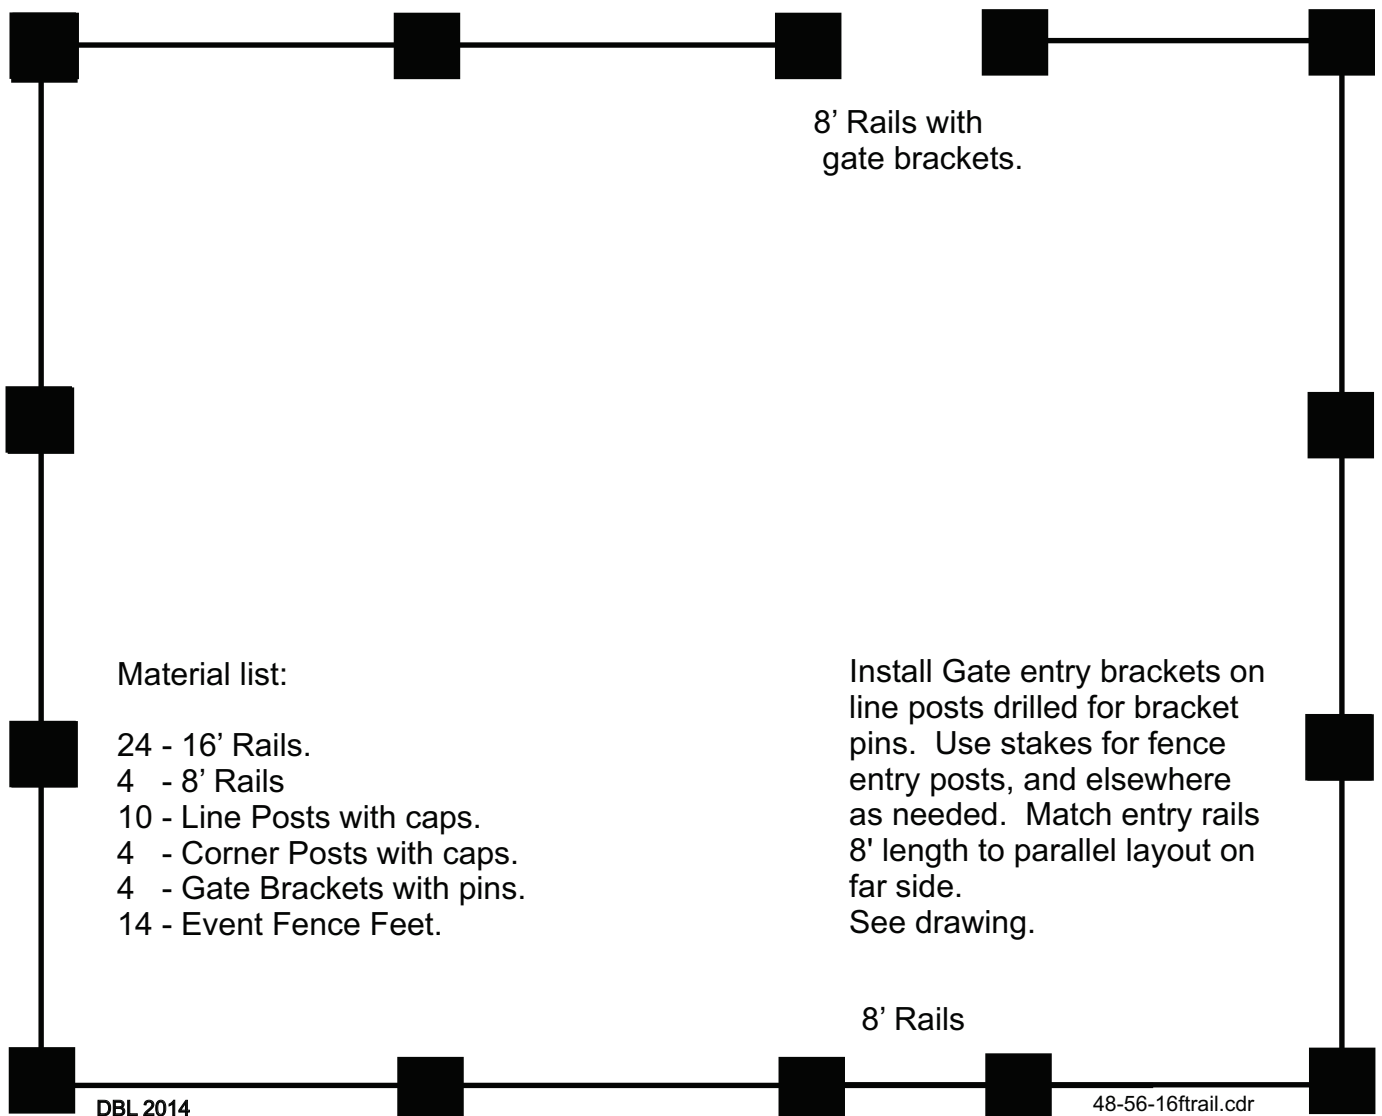 8’ Rails with
gate brackets.
Material list:
24 - 16’ Rails.
4 - 8’ Rails
10 - Line Posts with caps.
4 - Corner Posts with caps.
4 - Gate Brackets with pins.
14 - Event Fence Feet.
Install Gate entry brackets on
line posts drilled for bracket
pins. Use stakes for fence
entry posts, and elsewhere
as needed. Match entry rails
8' length to parallel layout on
far side.
See drawing.
8’ Rails
DBL 2014
48-56-16ftrail.cdr